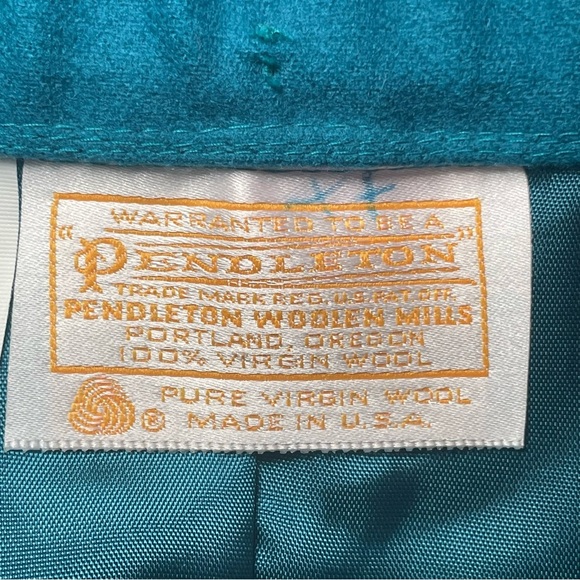 WARRANTED TO BE A
"PENDLETON"
TRADE MARK REG. U.S. PAT. OFF.
PENDLETON WOOLEN MILLS
PORTLAND, OREGON
100% VIRGIN WOOL
PURE VIRGIN WOOL
® MADE IN U.S.A.